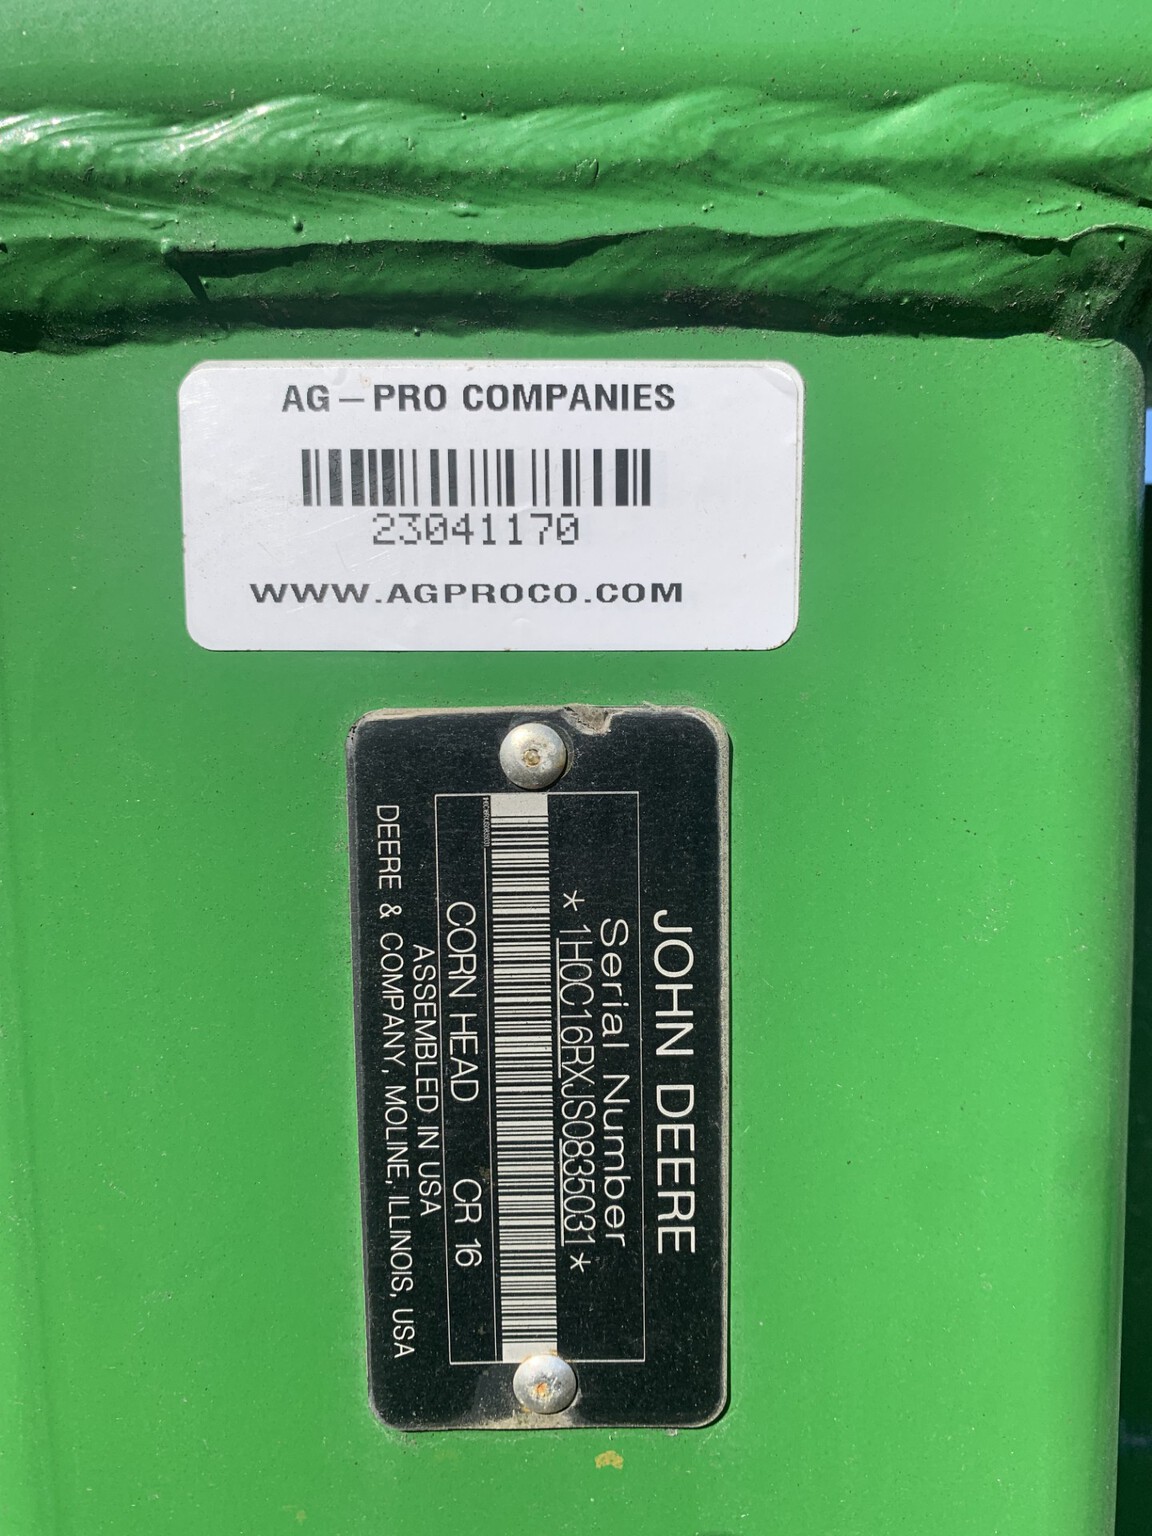 AG-PRO COMPANIES
23041170
WWW.AGPROCO.COM
JOHN DEERE
Serial Number
*1H0C16RXJS0835031*
CORN HEAD CR 16
ASSEMBLED IN USA
DEERE & COMPANY, MOLINE, ILLINOIS, USA